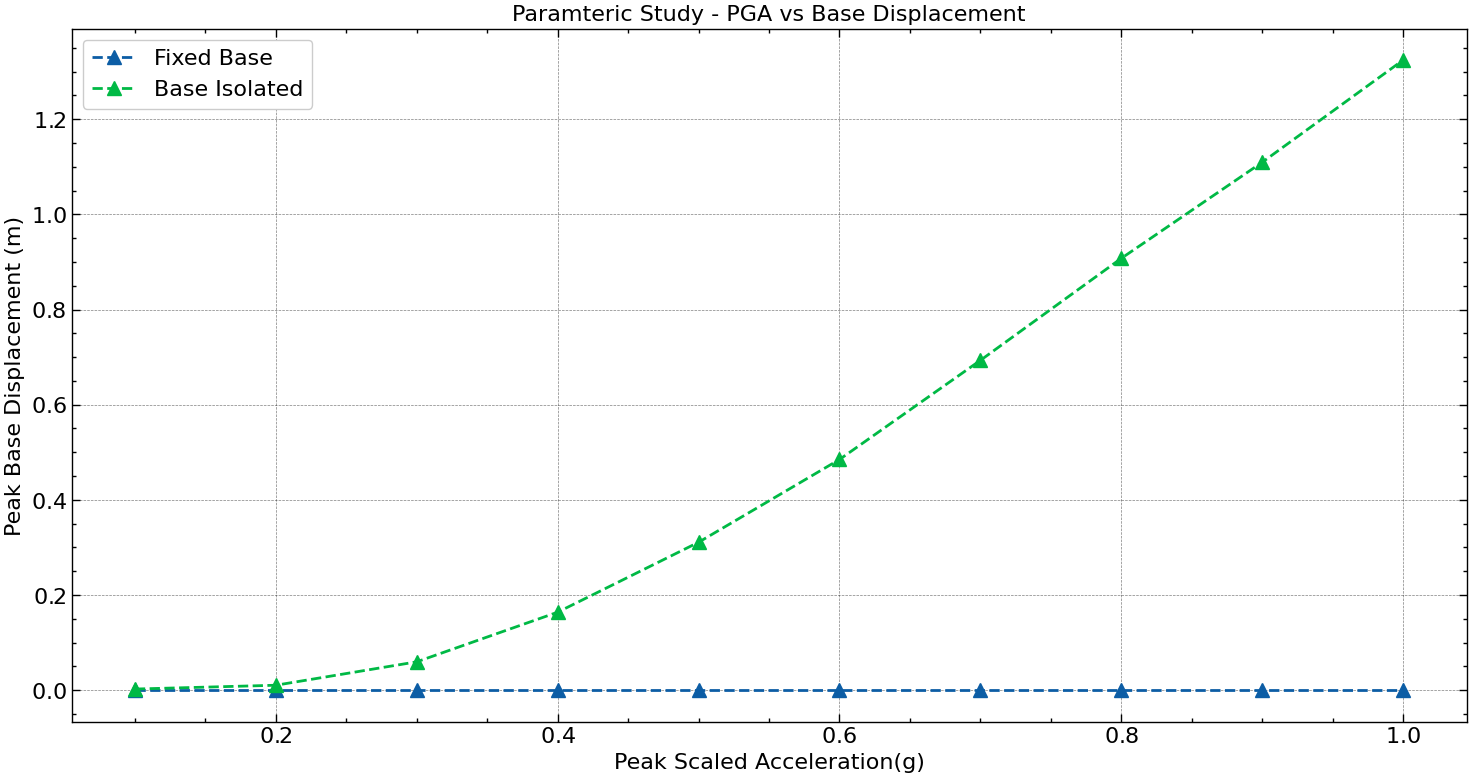 Paramteric Study - PGA vs Base Displacement
Fixed Base
Base Isolated
Peak Base Displacement (m)
1.2
1.0
0.8
0.6
0.4
0.2
0.0
0.2
0.4
0.6
0.8
1.0
Peak Scaled Acceleration(g)